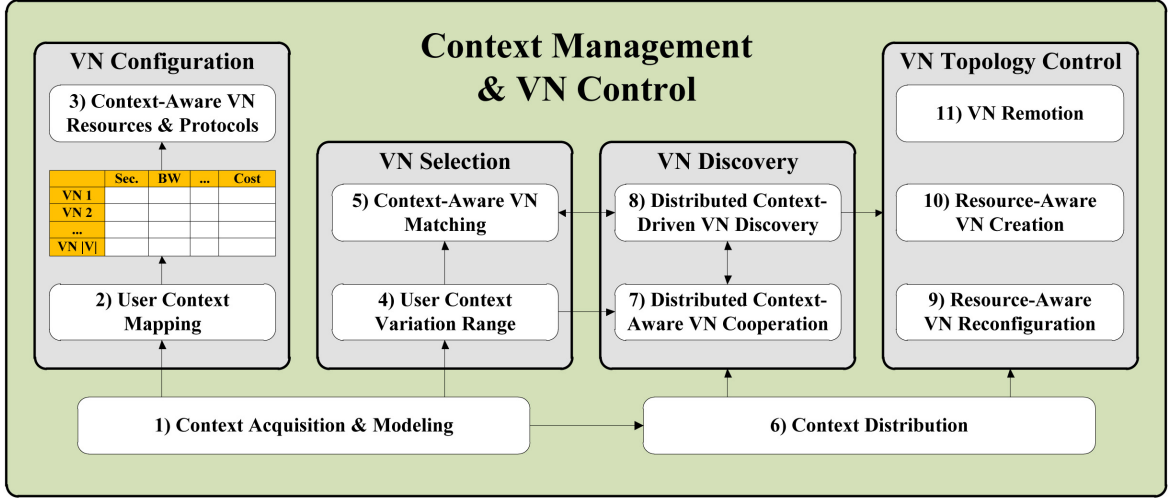 Context Management
& VN Control
VN Configuration
3) Context-Aware VN
Resources & Protocols
Sec. BW ... Cost
VN 1
VN 2
...
VN |V|
2) User Context
Mapping
VN Selection
5) Context-Aware VN
Matching
4) User Context
Variation Range
VN Discovery
8) Distributed Context-
Driven VN Discovery
7) Distributed Context-
Aware VN Cooperation
VN Topology Control
11) VN Remotion
10) Resource-Aware
VN Creation
9) Resource-Aware
VN Reconfiguration
1) Context Acquisition & Modeling
6) Context Distribution